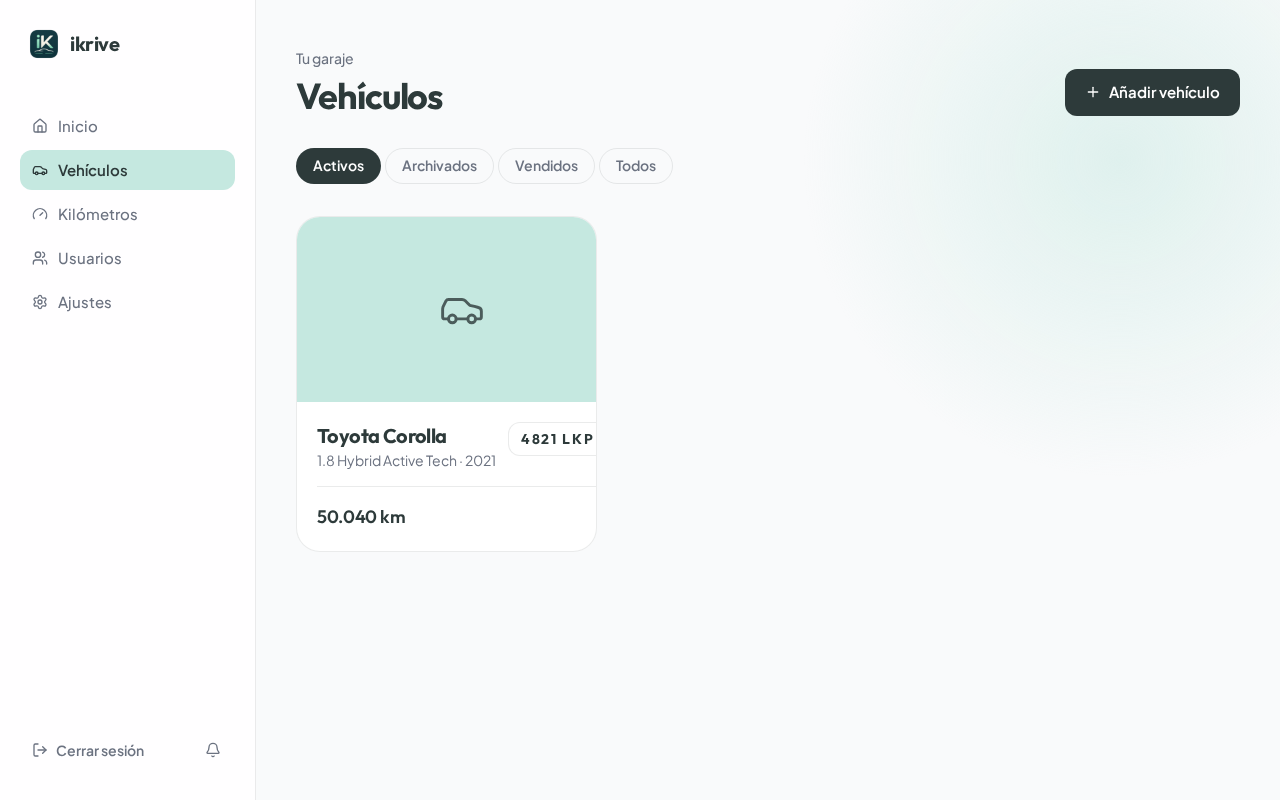 iK ikrive
Inicio
Vehículos
Kilómetros
Usuarios
Ajustes
Cerrar sesión
Tu garaje
Vehículos
Añadir vehículo
Activos
Archivados
Vendidos
Todos
Toyota Corolla
4821 LKP
1.8 Hybrid Active Tech · 2021
50.040 km